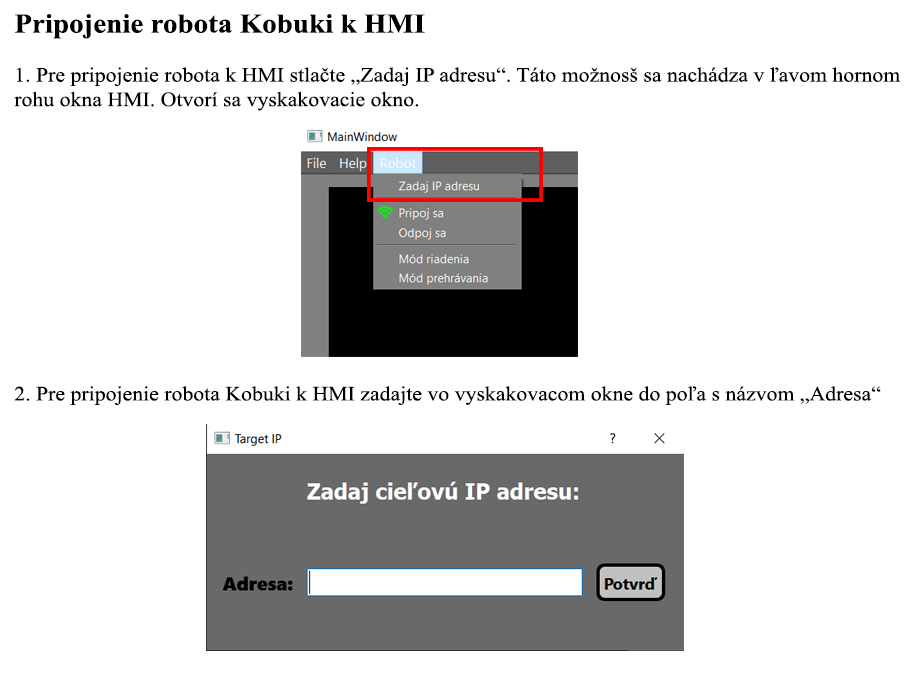 Pripojenie robota Kobuki k HMI
1. Pre pripojenie robota k HMI stlačte „Zadaj IP adresu“. Táto možnosš sa nachádza v ľavom hornom
rohu okna HMI. Otvorí sa vyskakovacie okno.
MainWindow
File Help Robot
Zadaj IP adresu
Pripoj sa
Odpoj sa
Mód riadenia
Mód prehrávania
2. Pre pripojenie robota Kobuki k HMI zadajte vo vyskakovacom okne do poľa s názvom „Adresa“
Target IP ?
Zadaj cieľovú IP adresu:
Adresa: Potvrď